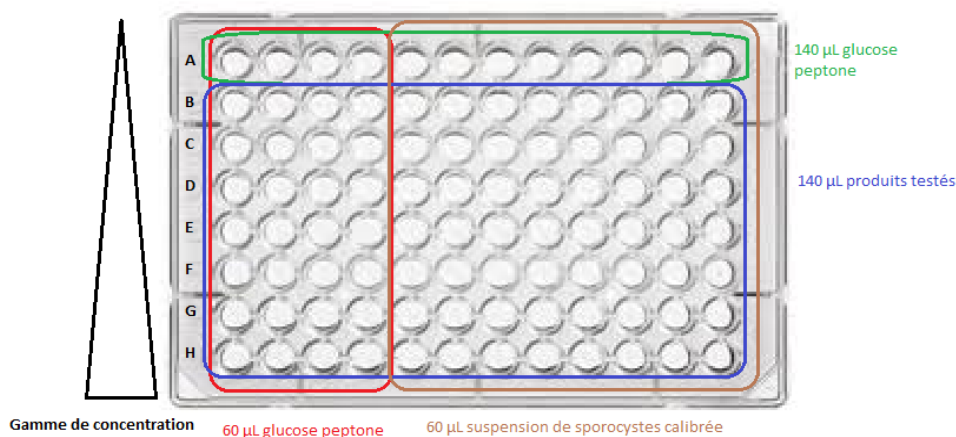 140 µL glucose
peptone
A
B
C
D
140 µL produits testés
E
F
G
H
Gamme de concentration
60 µL glucose peptone
60 µL suspension de sporocystes calibrée